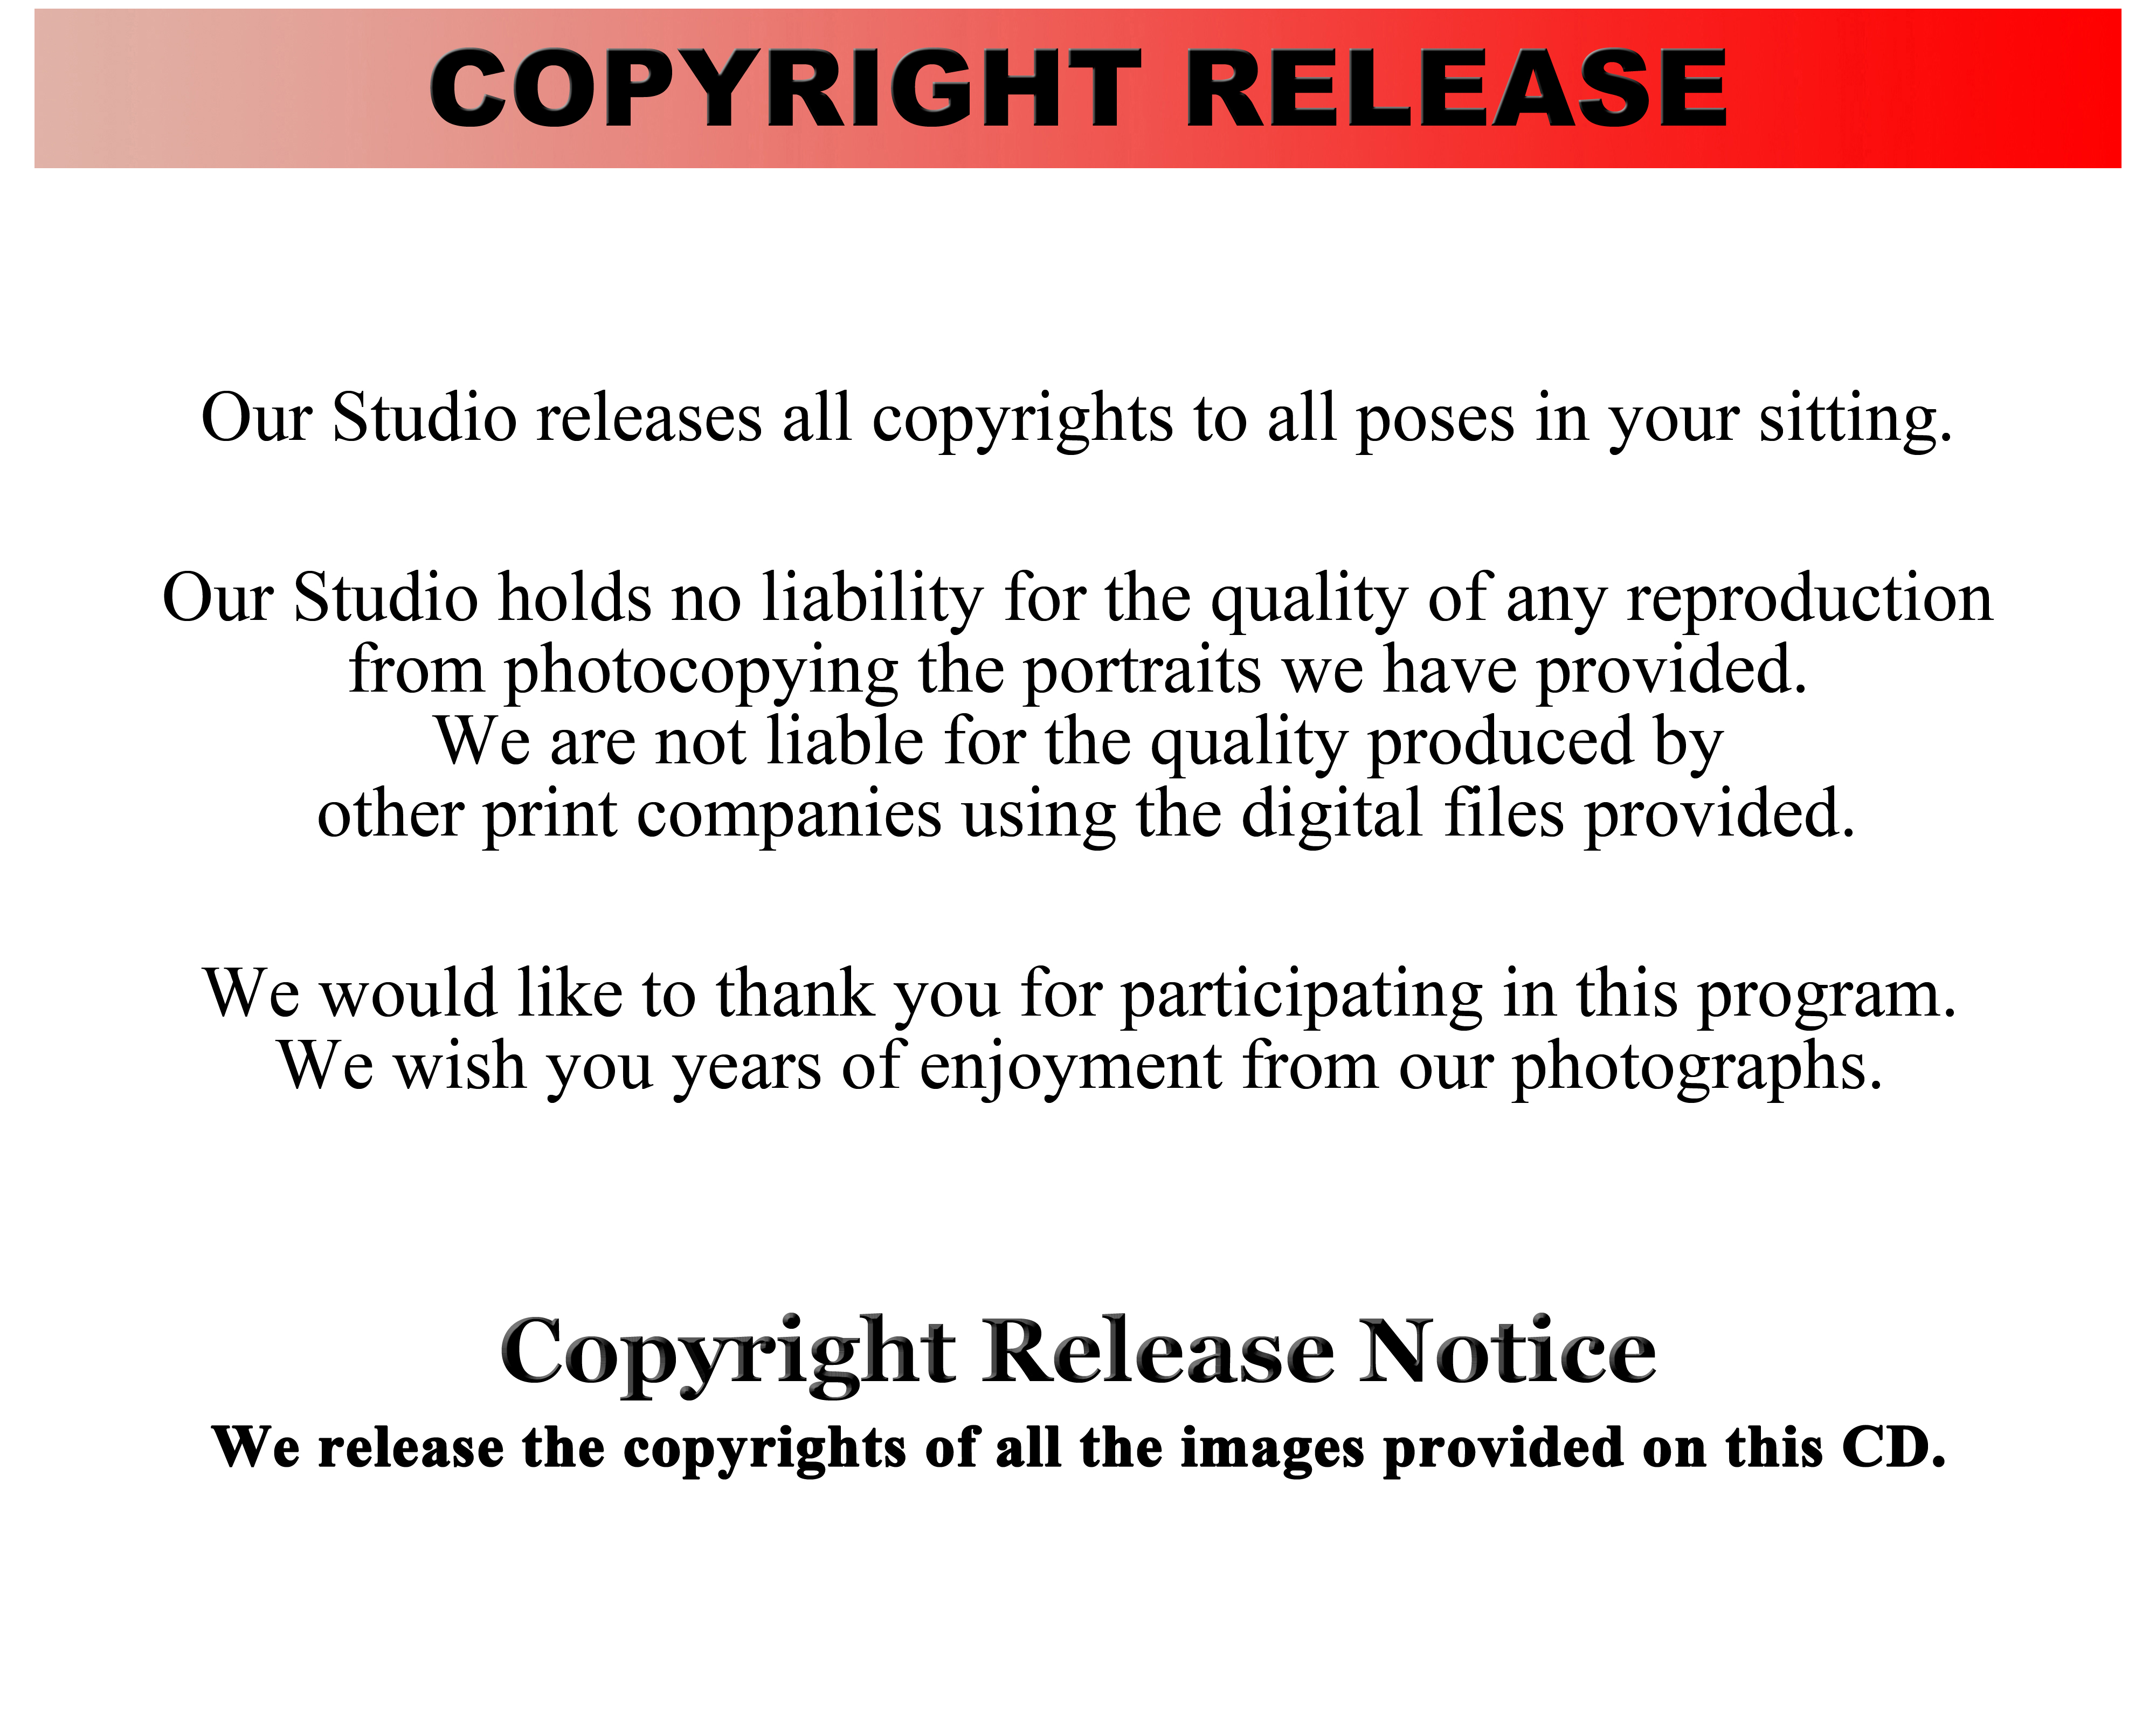 COPYRIGHT RELEASE
Our Studio releases all copyrights to all poses in your sitting.
Our Studio holds no liability for the quality of any reproduction
from photocopying the portraits we have provided.
We are not liable for the quality produced by
other print companies using the digital files provided.
We would like to thank you for participating in this program.
We wish you years of enjoyment from our photographs.
Copyright Release Notice
We release the copyrights of all the images provided on this CD.